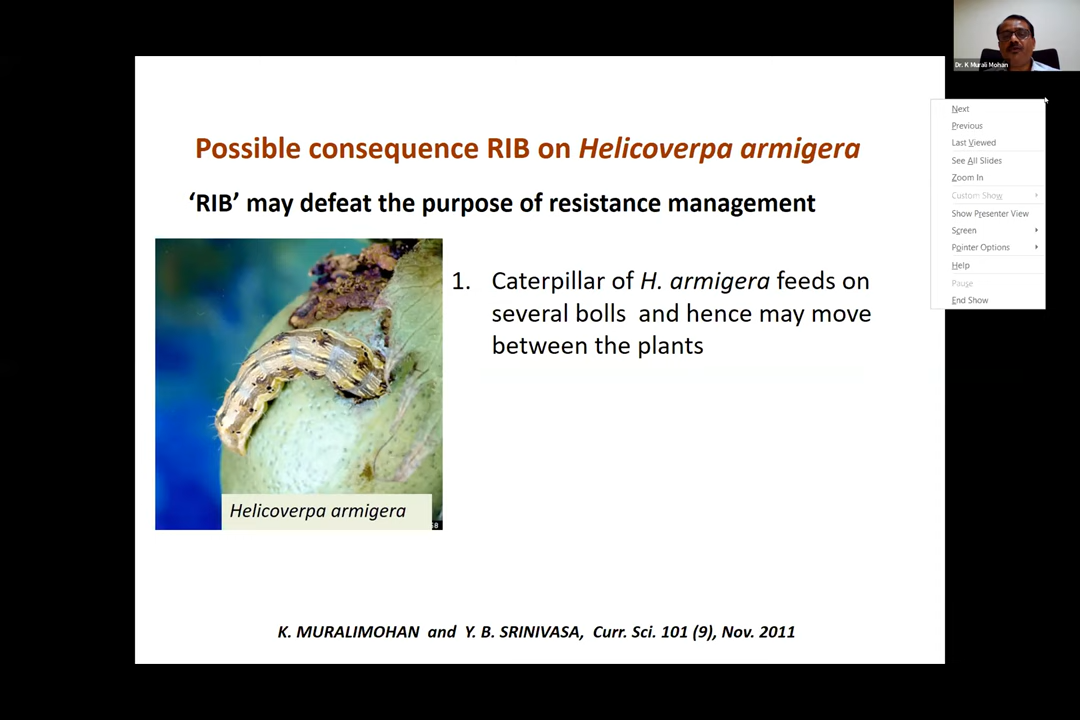 Dr. K Murali Mohan
Possible consequence RIB on Helicoverpa armigera
‘RIB’ may defeat the purpose of resistance management
1. Caterpillar of H. armigera feeds on
several bolls and hence may move
between the plants
Helicoverpa armigera
K. MURALIMOHAN and Y. B. SRINIVASA, Curr. Sci. 101 (9), Nov. 2011
Next
Previous
Last Viewed
See All Slides
Zoom In
Custom Show
Show Presenter View
Screen
Pointer Options
Help
Pause
End Show